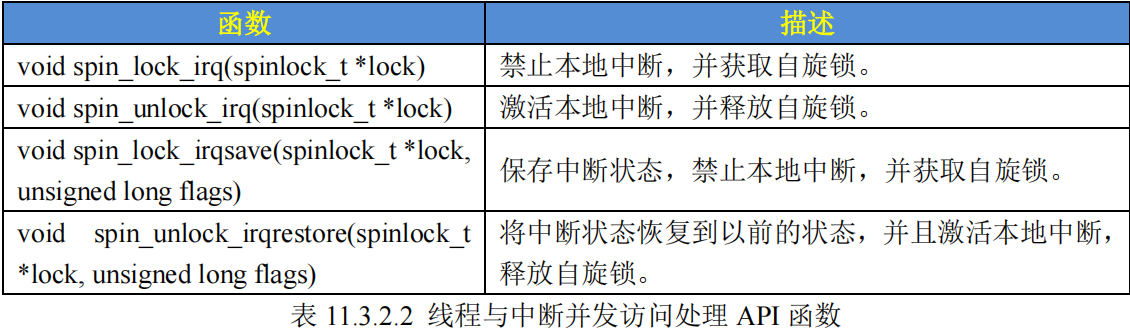 函数 描述
void spin_lock_irq(spinlock_t *lock) 禁止本地中断，并获取自旋锁。
void spin_unlock_irq(spinlock_t *lock) 激活本地中断，并释放自旋锁。
void spin_lock_irqsave(spinlock_t *lock,
unsigned long flags)
保存中断状态，禁止本地中断，并获取自旋锁。
void spin_unlock_irqrestore(spinlock_t
*lock, unsigned long flags)
将中断状态恢复到以前的状态，并且激活本地中断，
释放自旋锁。
表 11.3.2.2 线程与中断并发访问处理 API 函数